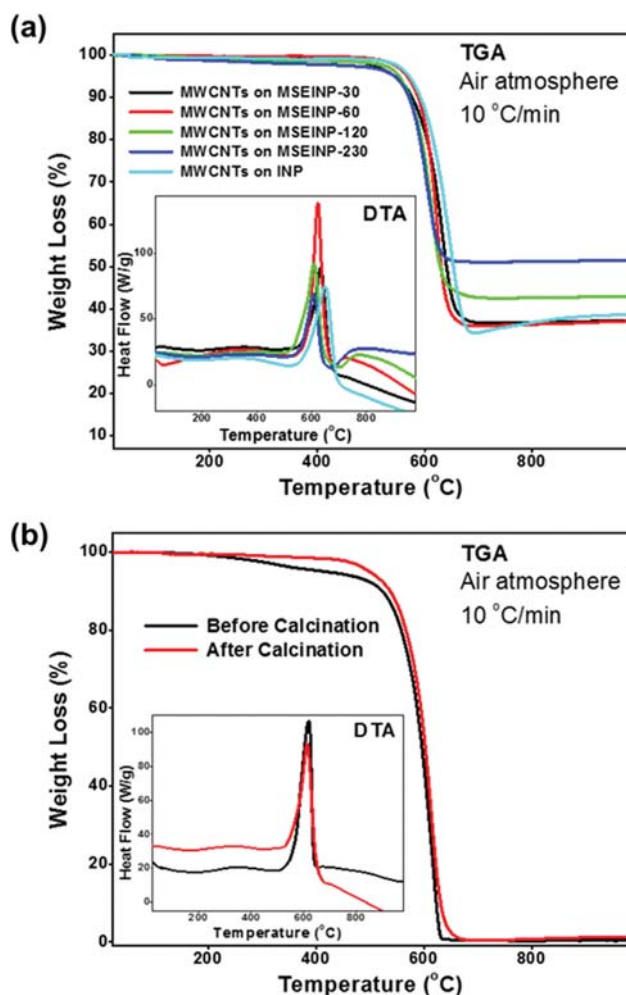 (a)
TGA
Air atmosphere
10 °C/min
MWCNTs on MSEINP-30
MWCNTs on MSEINP-60
MWCNTs on MSEINP-120
MWCNTs on MSEINP-230
MWCNTs on INP
Weight Loss (%)
100
90
80
70
60
50
40
30
20
10
DTA
Heat Flow (W/g)
100
50
0
200 400 600 800
Temperature (°C)
200 400 600 800
Temperature (°C)
(b)
TGA
Air atmosphere
10 °C/min
Before Calcination
After Calcination
Weight Loss (%)
100
80
60
40
20
0
DTA
Heat Flow (W/g)
100
80
60
40
20
0
200 400 600 800
Temperature (°C)
200 400 600 800
Temperature (°C)